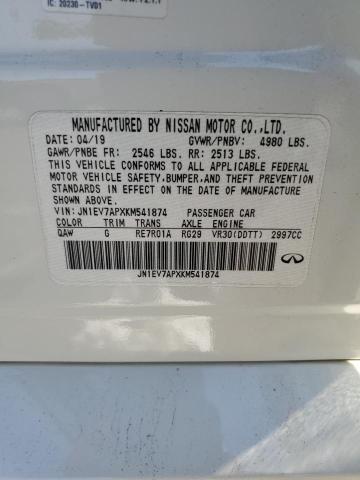 IC: 20230-TVD1
MANUFACTURED BY NISSAN MOTOR CO.,LTD.
DATE: 04/19 GVWR/PNBV: 4980 LBS.
GAWR/PNBE FR: 2546 LBS. RR: 2513 LBS.
THIS VEHICLE CONFORMS TO ALL APPLICABLE FEDERAL
MOTOR VEHICLE SAFETY,BUMPER,AND THEFT PREVENTION
STANDARDS IN EFFECT ON THE DATE OF MANUFACTURE
SHOWN ABOVE.
VIN:JN1EV7APXKM541874 PASSENGER CAR
COLOR TRIM TRANS AXLE ENGINE
QAW G RE7R01A RG29 VR30(DDTT) 2997CC
JN1EV7APXKM541874